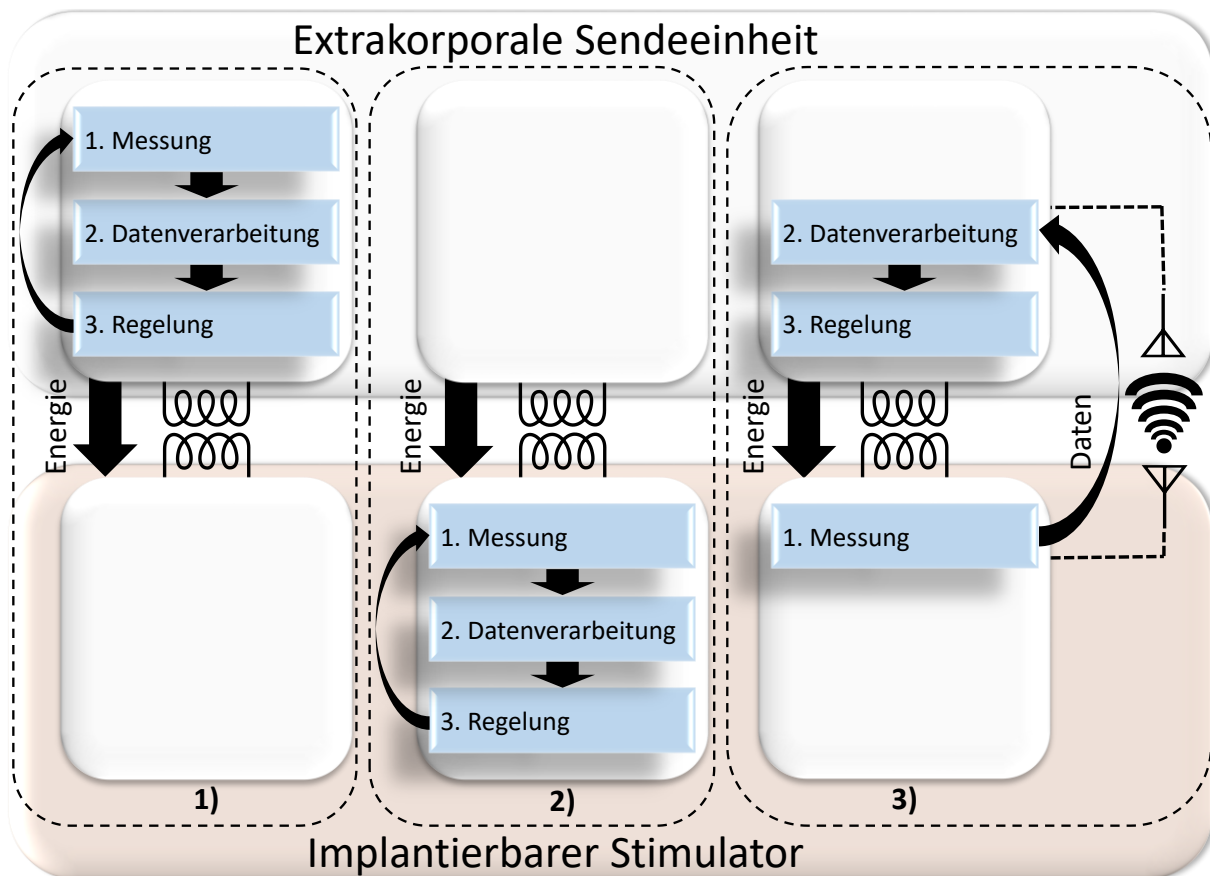 Extrakorporale Sendeeinheit
1. Messung
2. Datenverarbeitung
3. Regelung
Energie
1)
Energie
1. Messung
2. Datenverarbeitung
3. Regelung
2)
2. Datenverarbeitung
3. Regelung
Energie
Daten
1. Messung
3)
Implantierbarer Stimulator